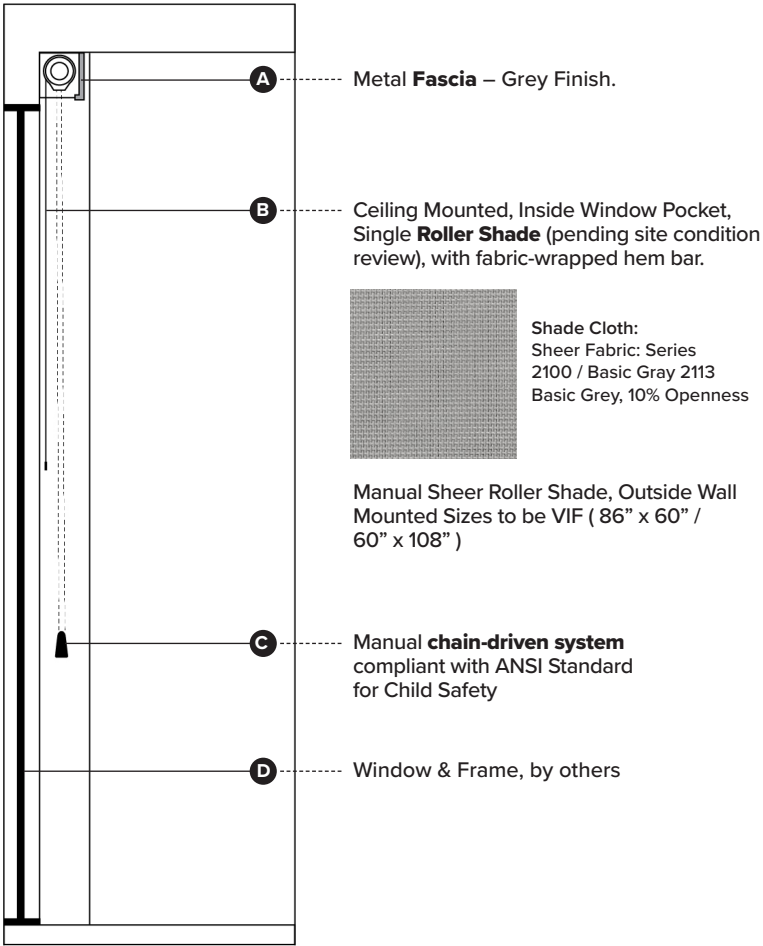 A
Metal Fascia – Grey Finish.
B
Ceiling Mounted, Inside Window Pocket,
Single Roller Shade (pending site condition
review), with fabric-wrapped hem bar.
Shade Cloth:
Sheer Fabric: Series
2100 / Basic Gray 2113
Basic Grey, 10% Openness
Manual Sheer Roller Shade, Outside Wall
Mounted Sizes to be VIF ( 86” x 60” /
60” x 108” )
C
Manual chain-driven system
compliant with ANSI Standard
for Child Safety
D
Window & Frame, by others